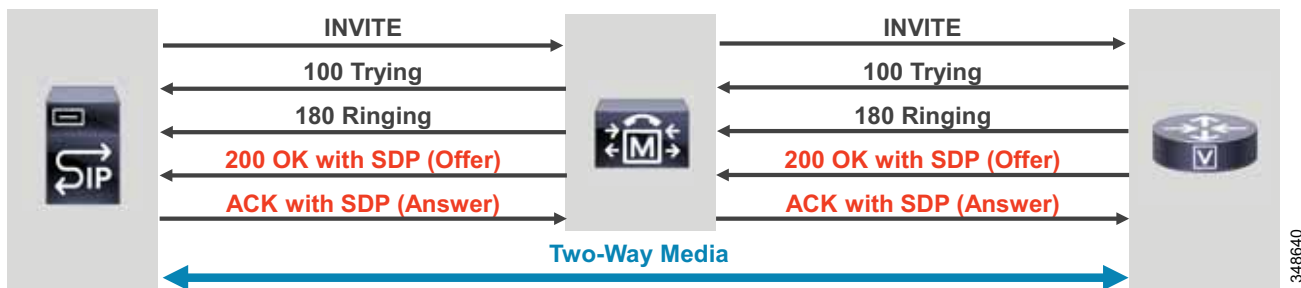 INVITE
INVITE
100 Trying
100 Trying
180 Ringing
180 Ringing
200 OK with SDP (Offer)
200 OK with SDP (Offer)
ACK with SDP (Answer)
ACK with SDP (Answer)
Two-Way Media
SIP
M
V
348640